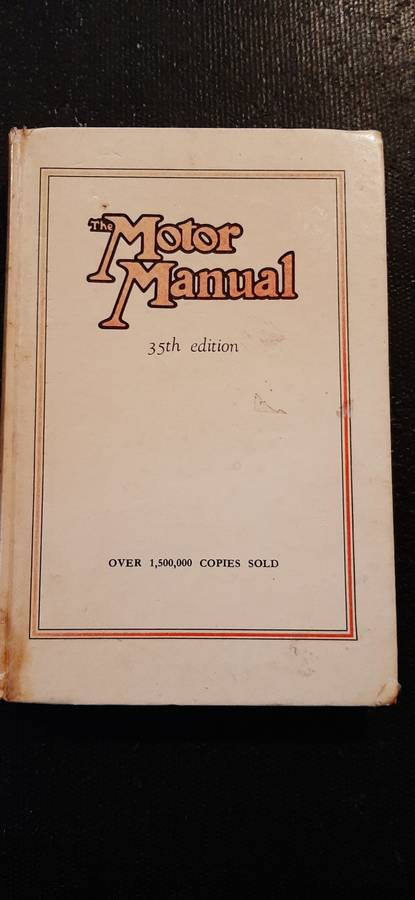 The Motor
Manual
35th edition
OVER 1,500,000 COPIES SOLD